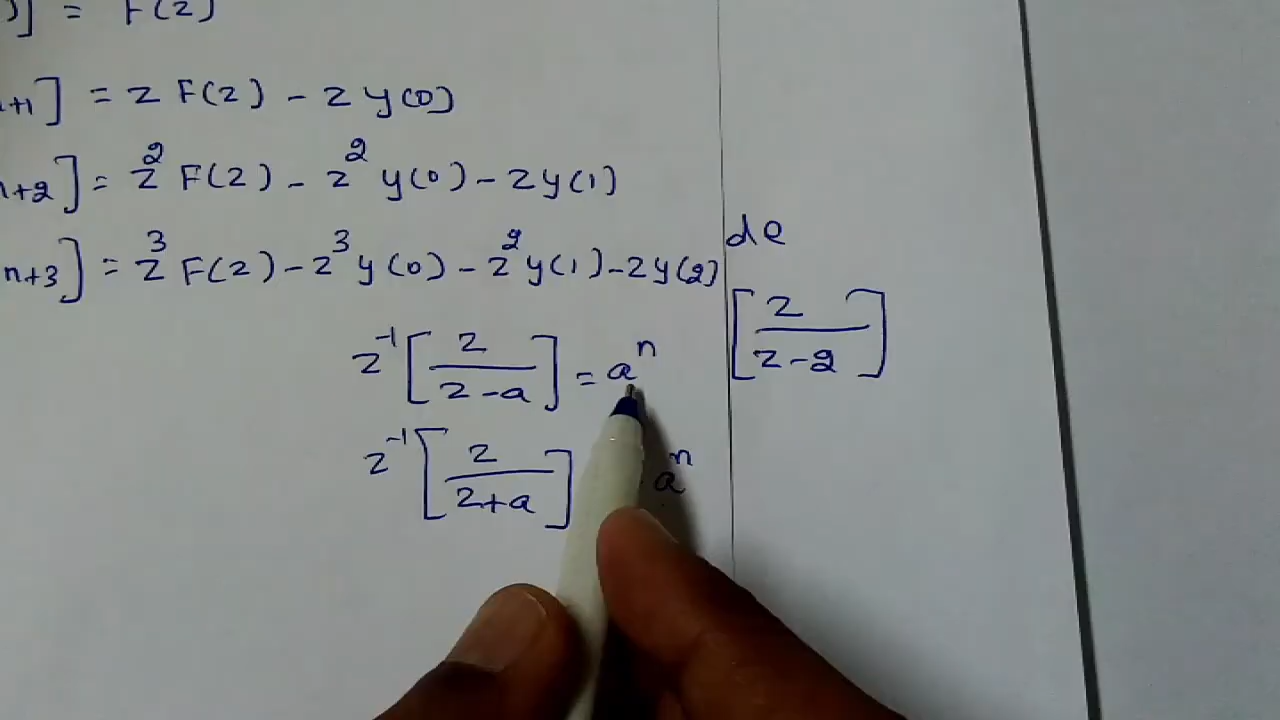 )] = F(z)
n+1] = z F(z) - z y(0)
n+2] = z² F(z) - z² y(0) - z y(1)
n+3] = z³ F(z) - z³ y(0) - z² y(1) - z y(2)
de
z⁻¹ [z/(z-a)] = aⁿ
[z/(z-2)]
z⁻¹ [z/(z+a)] aⁿ